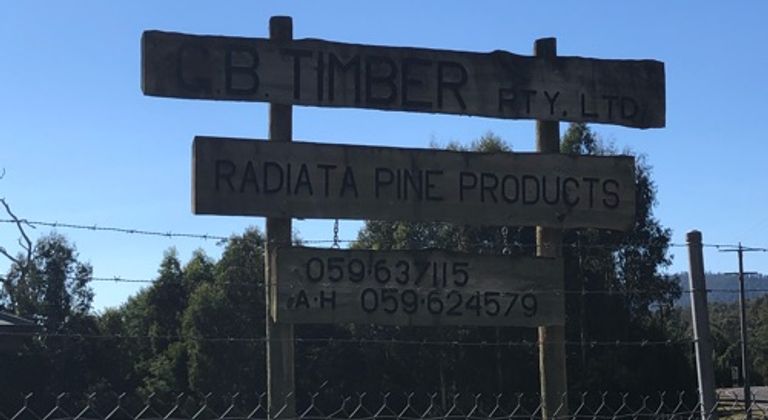 C.B. TIMBER PTY. LTD.
RADIATA PINE PRODUCTS
059·637115
A·H 059·624579